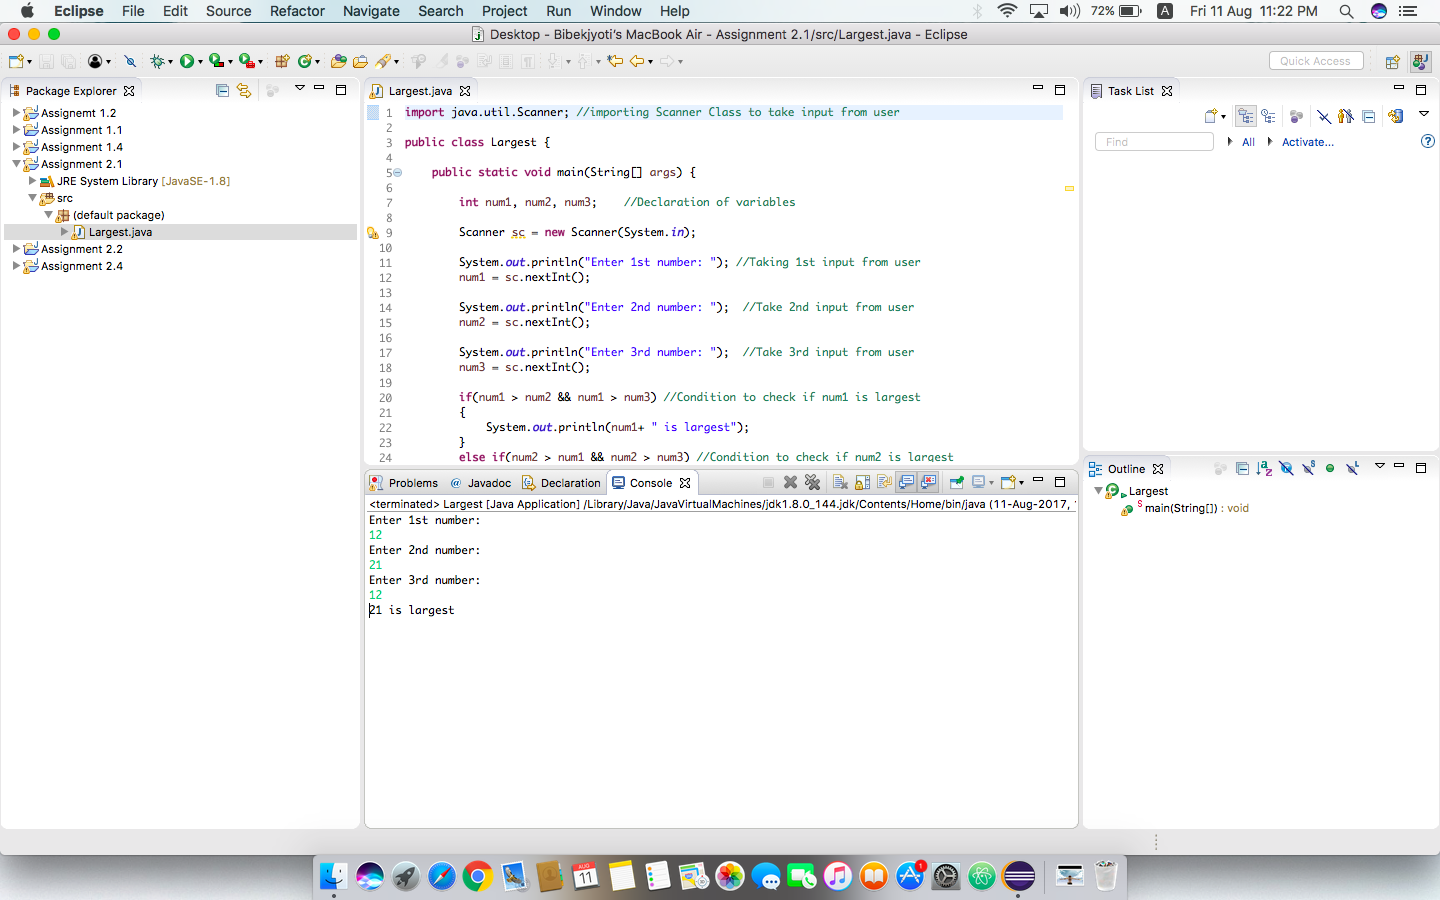 Eclipse File Edit Source Refactor Navigate Search Project Run Window Help 72% A Fri 11 Aug 11:22 PM
Desktop - Bibekjyoti's MacBook Air - Assignment 2.1/src/Largest.java - Eclipse
Quick Access
Package Explorer
Assignemt 1.2
Assignment 1.1
Assignment 1.4
Assignment 2.1
JRE System Library [JavaSE-1.8]
src
(default package)
Largest.java
Assignment 2.2
Assignment 2.4
Largest.java
1 import java.util.Scanner; //importing Scanner Class to take input from user
2
3 public class Largest {
4
5 public static void main(String[] args) {
6
7 int num1, num2, num3; //Declaration of variables
8
9 Scanner sc = new Scanner(System.in);
10
11 System.out.println("Enter 1st number: "); //Taking 1st input from user
12 num1 = sc.nextInt();
13
14 System.out.println("Enter 2nd number: "); //Take 2nd input from user
15 num2 = sc.nextInt();
16
17 System.out.println("Enter 3rd number: "); //Take 3rd input from user
18 num3 = sc.nextInt();
19
20 if(num1 > num2 && num1 > num3) //Condition to check if num1 is largest
21 {
22 System.out.println(num1+ " is largest");
23 }
24 else if(num2 > num1 && num2 > num3) //Condition to check if num2 is largest
Problems @ Javadoc Declaration Console
<terminated> Largest [Java Application] /Library/Java/JavaVirtualMachines/jdk1.8.0_144.jdk/Contents/Home/bin/java (11-Aug-2017,
Enter 1st number:
12
Enter 2nd number:
21
Enter 3rd number:
12
21 is largest
Task List
Find All Activate...
Outline
Largest
main(String[]) : void
AUG
11
1